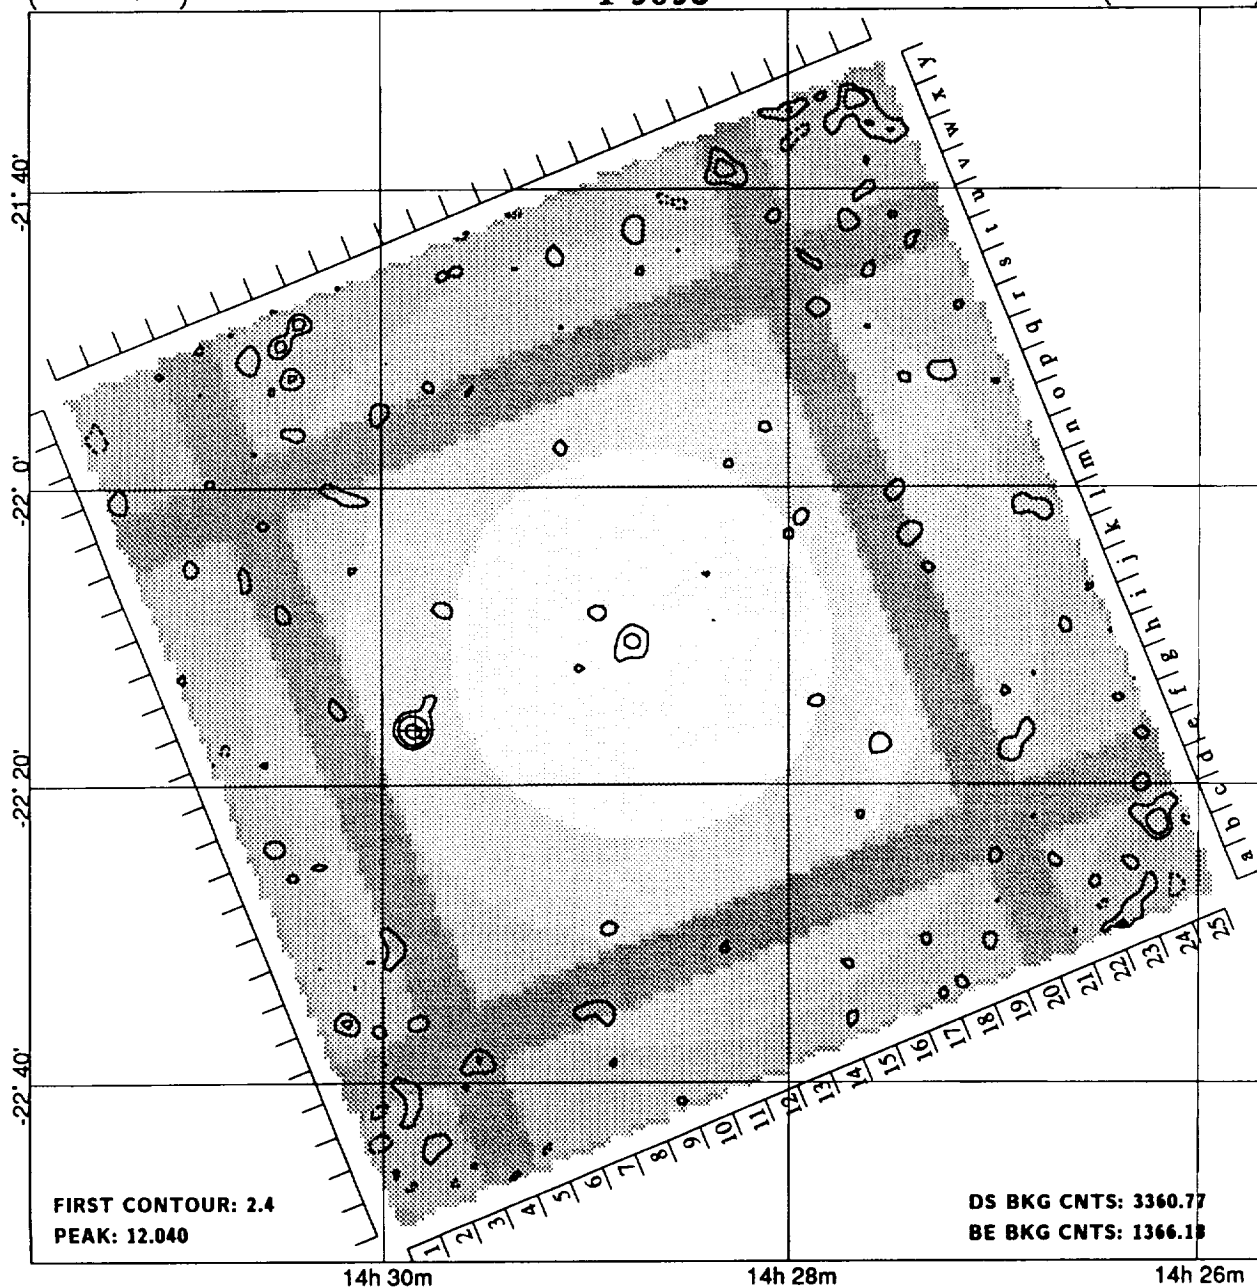 -21° 40'
-22° 0'
-22° 20'
-22° 40'
y
x
w
v
u
t
s
r
q
p
o
n
m
l
k
j
i
h
g
f
e
d
c
b
a
1 2 3 4 5 6 7 8 9 10 11 12 13 14 15 16 17 18 19 20 21 22 23 24 25
FIRST CONTOUR: 2.4
PEAK: 12.040
DS BKG CNTS: 3360.77
BE BKG CNTS: 1366.18
14h 30m 14h 28m 14h 26m